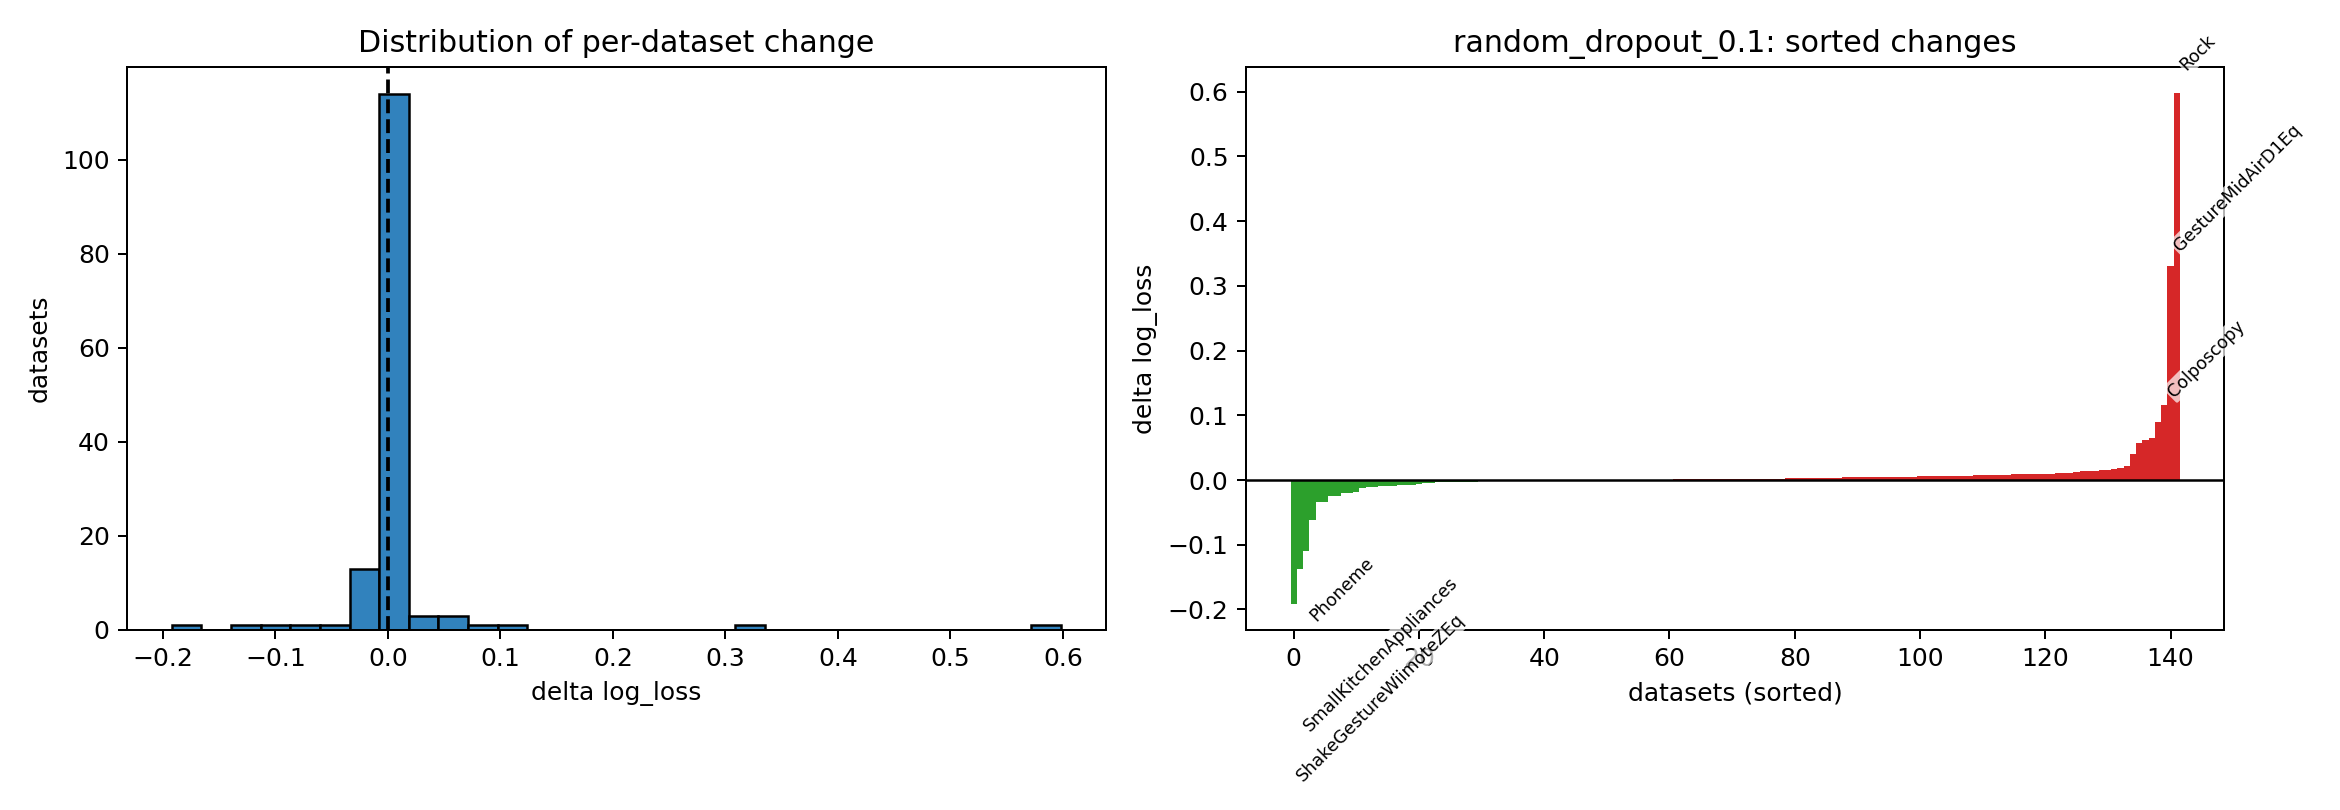 Distribution of per-dataset change
datasets
100
80
60
40
20
0
−0.2
−0.1
0.0
0.1
0.2
0.3
0.4
0.5
0.6
delta log_loss
random_dropout_0.1: sorted changes
delta log_loss
0.6
0.5
0.4
0.3
0.2
0.1
0.0
−0.1
−0.2
Rock
GestureMidAirD1Eq
Colposcopy
Phoneme
SmallKitchenAppliances
ShakeGestureWiimoteZEq
0
20
40
60
80
100
120
140
datasets (sorted)